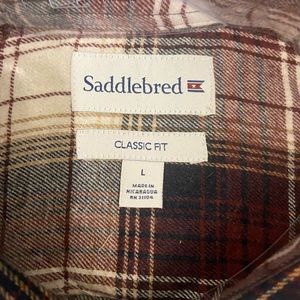 Saddlebred
CLASSIC FIT
L
MADE IN
NICARAGUA
RN 31104